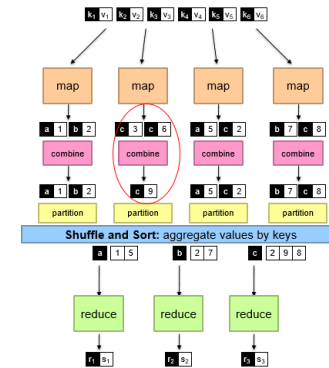 k1 v1 k2 v2 k3 v3 k4 v4 k5 v5 k6 v6
map map map map
a 1 b 2 c 3 c 6 a 5 c 2 b 7 c 8
combine combine combine combine
a 1 b 2 c 9 a 5 c 2 b 7 c 8
partition partition partition partition
Shuffle and Sort: aggregate values by keys
a 1 5 b 2 7 c 2 9 8
reduce reduce reduce
r1 s1 r2 s2 r3 s3